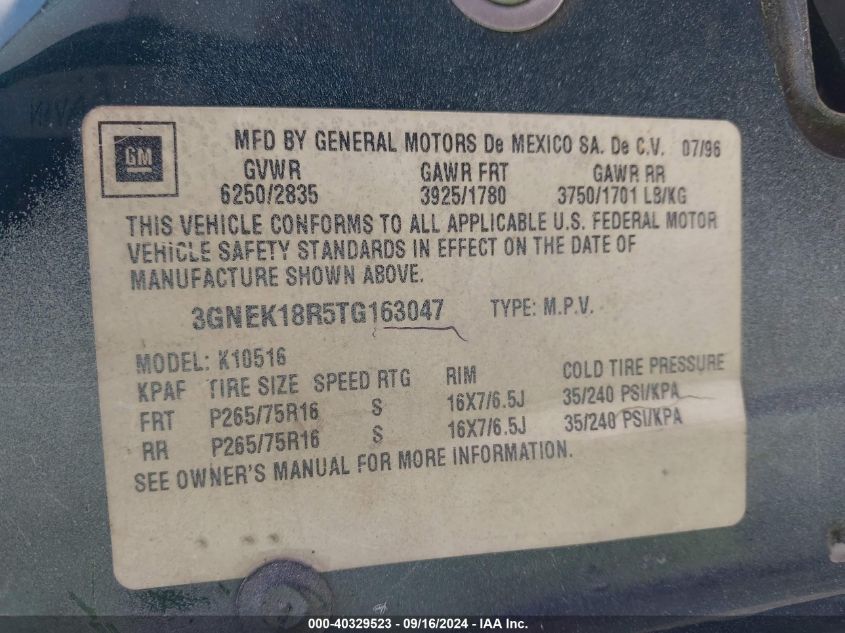 GM
MFD BY GENERAL MOTORS De MEXICO SA. De C.V. 07/96
GVWR GAWR FRT GAWR RR
6250/2835 3925/1780 3750/1701 LB/KG
THIS VEHICLE CONFORMS TO ALL APPLICABLE U.S. FEDERAL MOTOR
VEHICLE SAFETY STANDARDS IN EFFECT ON THE DATE OF
MANUFACTURE SHOWN ABOVE.
3GNEK18R5TG163047 TYPE: M.P.V.
MODEL: K10516
KPAF TIRE SIZE SPEED RTG RIM COLD TIRE PRESSURE
FRT P265/75R16 S 16X7/6.5J 35/240 PSI/KPA
RR P265/75R16 S 16X7/6.5J 35/240 PSI/KPA
SEE OWNER'S MANUAL FOR MORE INFORMATION.
000-40329523 - 09/16/2024 - IAA Inc.